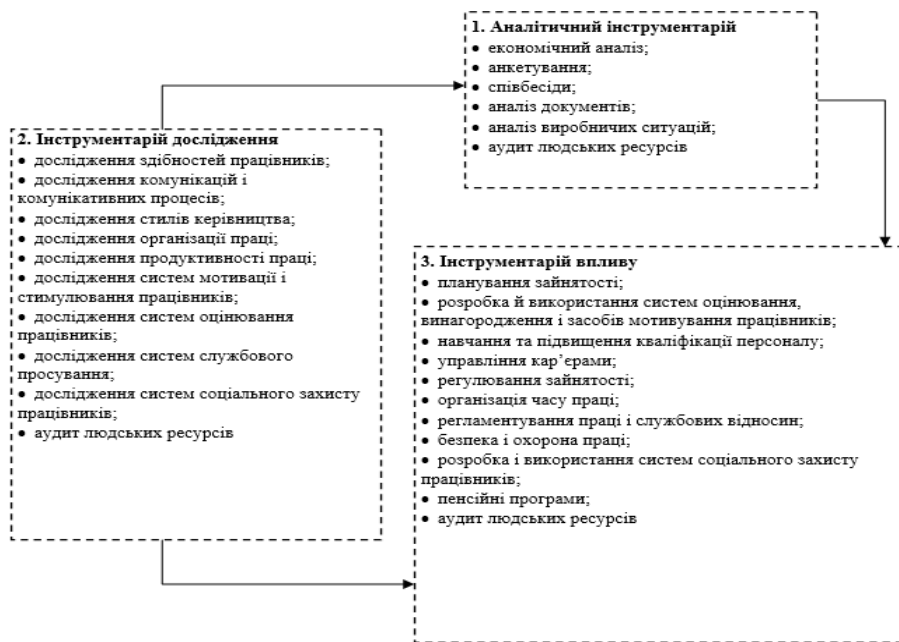 1. Аналітичний інструментарій
● економічний аналіз;
● анкетування;
● співбесіди;
● аналіз документів;
● аналіз виробничих ситуацій;
● аудит людських ресурсів
2. Інструментарій дослідження
● дослідження здібностей працівників;
● дослідження комунікацій і
комунікативних процесів;
● дослідження стилів керівництва;
● дослідження організації праці;
● дослідження продуктивності праці;
● дослідження систем мотивації і
стимулювання працівників;
● дослідження систем оцінювання
працівників;
● дослідження систем службового
просування;
● дослідження систем соціального захисту
працівників;
● аудит людських ресурсів
3. Інструментарій впливу
● планування зайнятості;
● розробка й використання систем оцінювання,
винагородження і засобів мотивування працівників;
● навчання та підвищення кваліфікації персоналу;
● управління кар’єрами;
● регулювання зайнятості;
● організація часу праці;
● регламентування праці і службових відносин;
● безпека і охорона праці;
● розробка і використання систем соціального захисту
працівників;
● пенсійні програми;
● аудит людських ресурсів